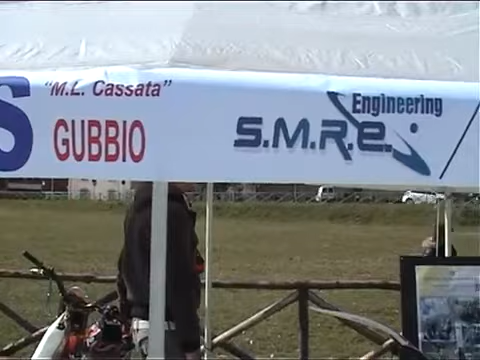 S
"M.L. Cassata"
GUBBIO
Engineering
S.M.R.e.